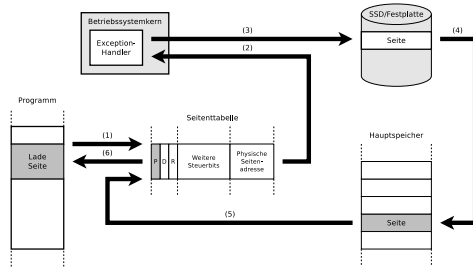 Betriebssystemkern
Exception-
Handler
(3)
(2)
SSD/Festplatte
Seite
(4)
Programm
Lade
Seite
(1)
(6)
Seitenttabelle
P D R
Weitere
Steuerbits
Physische
Seiten-
adresse
Hauptspeicher
Seite
(5)